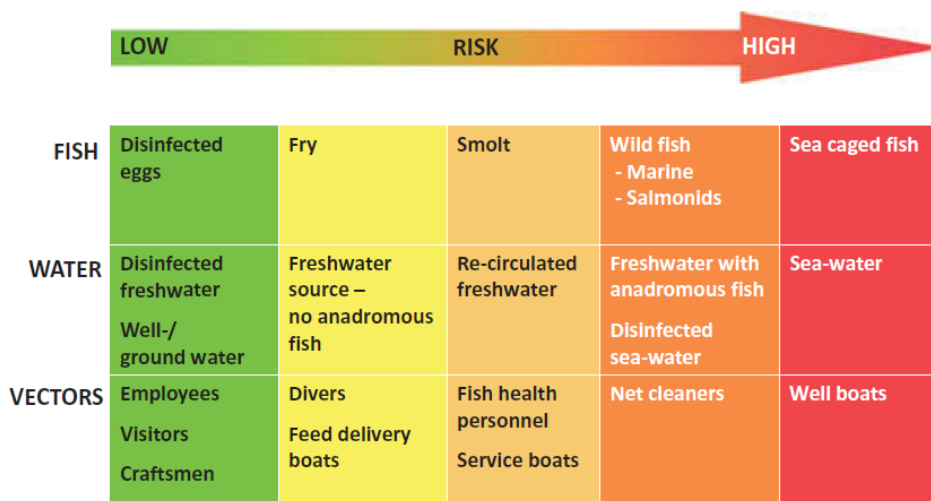 LOW RISK HIGH
FISH
Disinfected
eggs
Fry
Smolt
Wild fish
- Marine
- Salmonids
Sea caged fish
WATER
Disinfected
freshwater
Well-/
ground water
Freshwater
source –
no anadromous
fish
Re-circulated
freshwater
Freshwater with
anadromous fish
Disinfected
sea-water
Sea-water
VECTORS
Employees
Visitors
Craftsmen
Divers
Feed delivery
boats
Fish health
personnel
Service boats
Net cleaners
Well boats